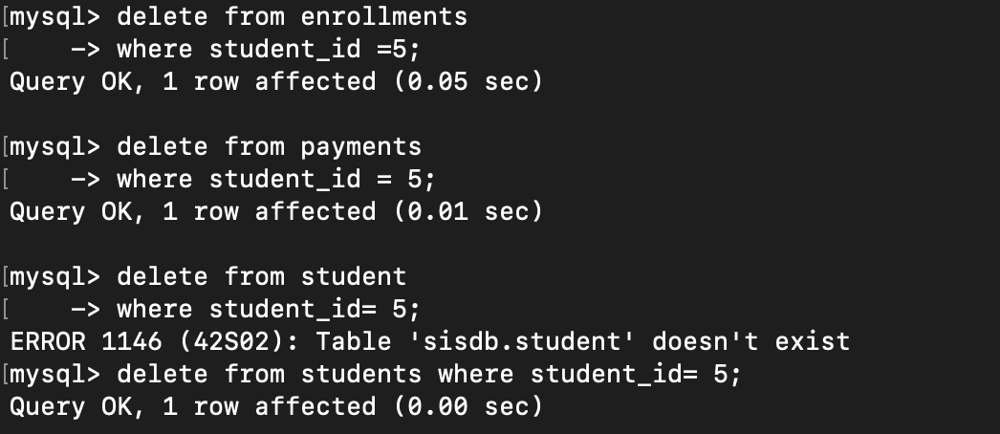 [mysql> delete from enrollments
[    -> where student_id =5;
Query OK, 1 row affected (0.05 sec)
[mysql> delete from payments
[    -> where student_id = 5;
Query OK, 1 row affected (0.01 sec)
[mysql> delete from student
[    -> where student_id= 5;
ERROR 1146 (42S02): Table 'sisdb.student' doesn't exist
[mysql> delete from students where student_id= 5;
Query OK, 1 row affected (0.00 sec)